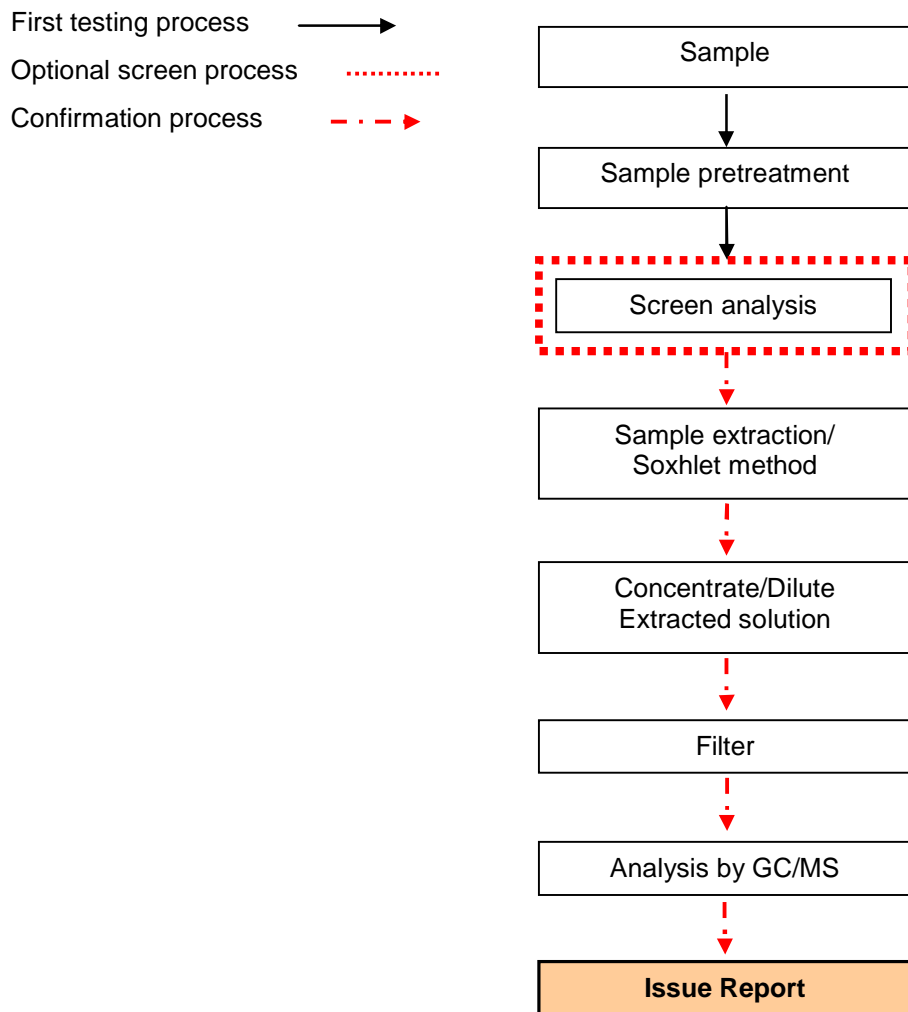 First testing process
Optional screen process
Confirmation process
Sample
Sample pretreatment
Screen analysis
Sample extraction/
Soxhlet method
Concentrate/Dilute
Extracted solution
Filter
Analysis by GC/MS
Issue Report